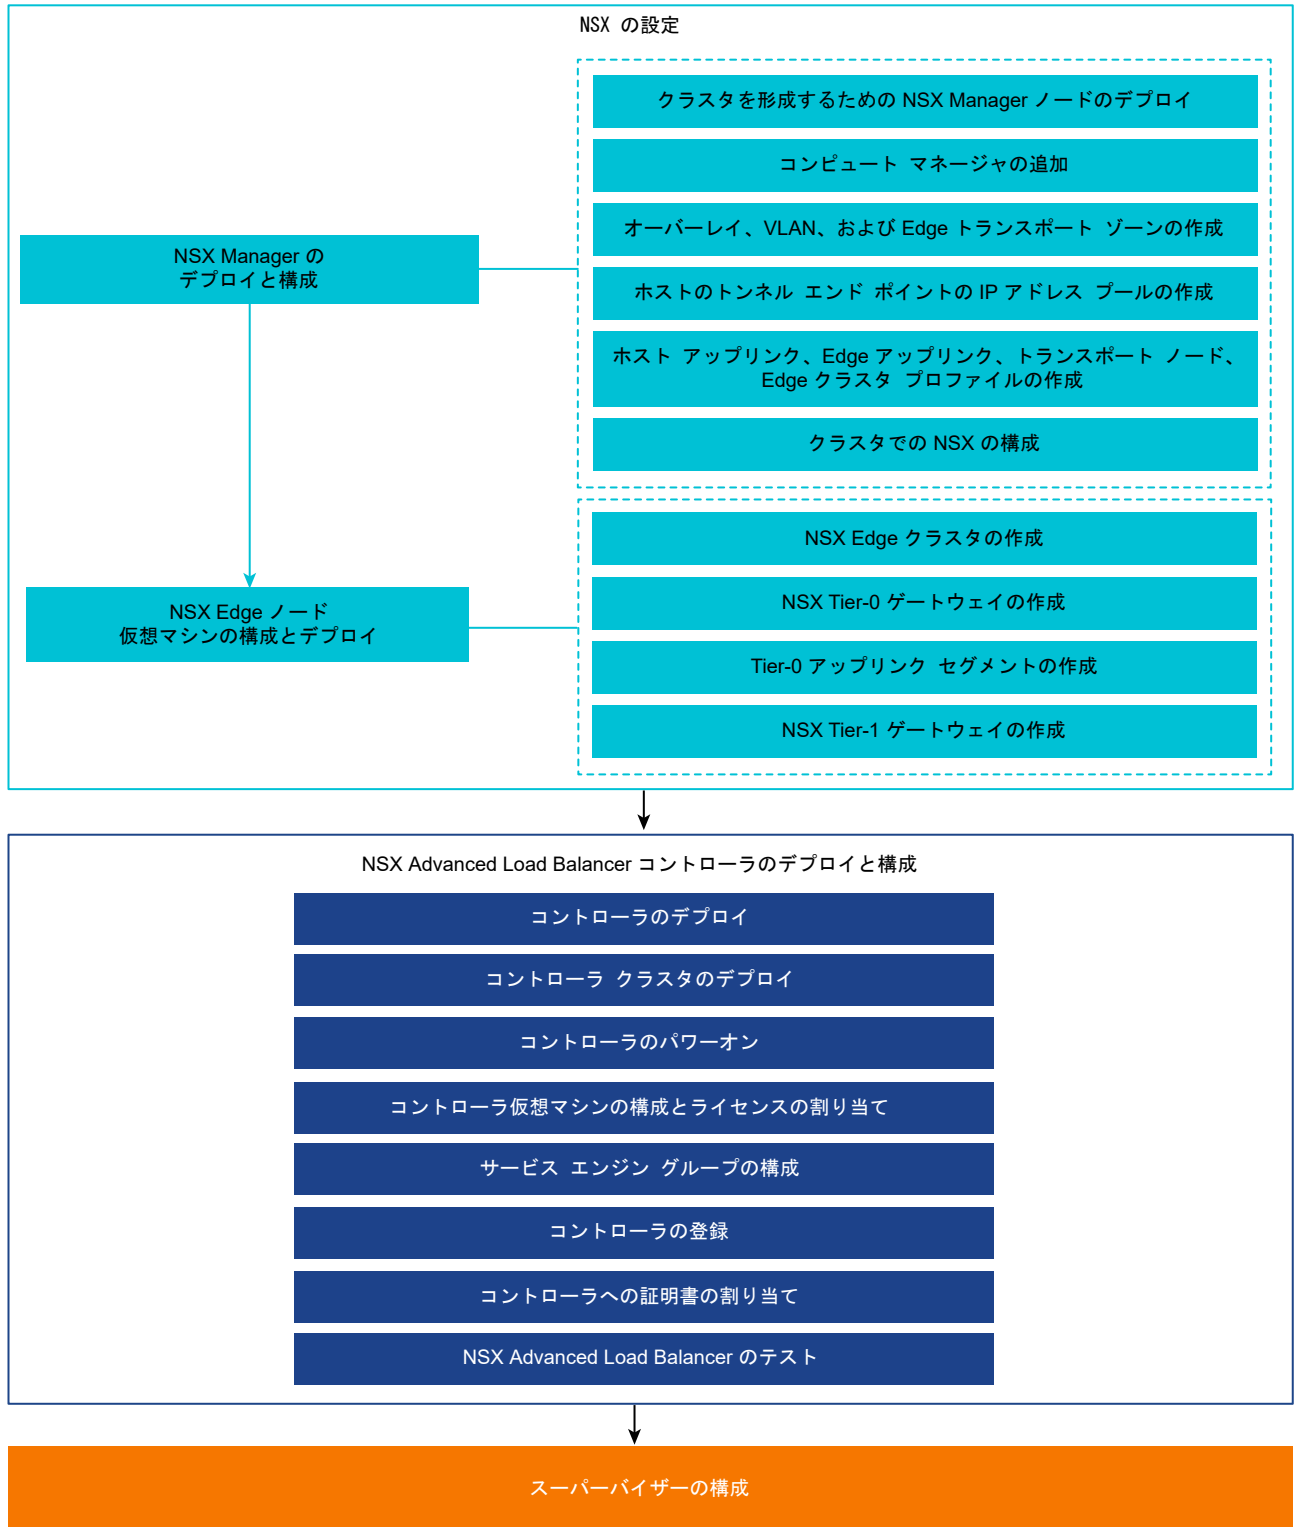 NSX の設定
NSX Manager の
デプロイと構成
クラスタを形成するための NSX Manager ノードのデプロイ
コンピュート マネージャの追加
オーバーレイ、VLAN、および Edge トランスポート ゾーンの作成
ホストのトンネル エンド ポイントの IP アドレス プールの作成
ホスト アップリンク、Edge アップリンク、トランスポート ノード、
Edge クラスタ プロファイルの作成
クラスタでの NSX の構成
NSX Edge ノード
仮想マシンの構成とデプロイ
NSX Edge クラスタの作成
NSX Tier-0 ゲートウェイの作成
Tier-0 アップリンク セグメントの作成
NSX Tier-1 ゲートウェイの作成
NSX Advanced Load Balancer コントローラのデプロイと構成
コントローラのデプロイ
コントローラ クラスタのデプロイ
コントローラのパワーオン
コントローラ仮想マシンの構成とライセンスの割り当て
サービス エンジン グループの構成
コントローラの登録
コントローラへの証明書の割り当て
NSX Advanced Load Balancer のテスト
スーパーバイザーの構成